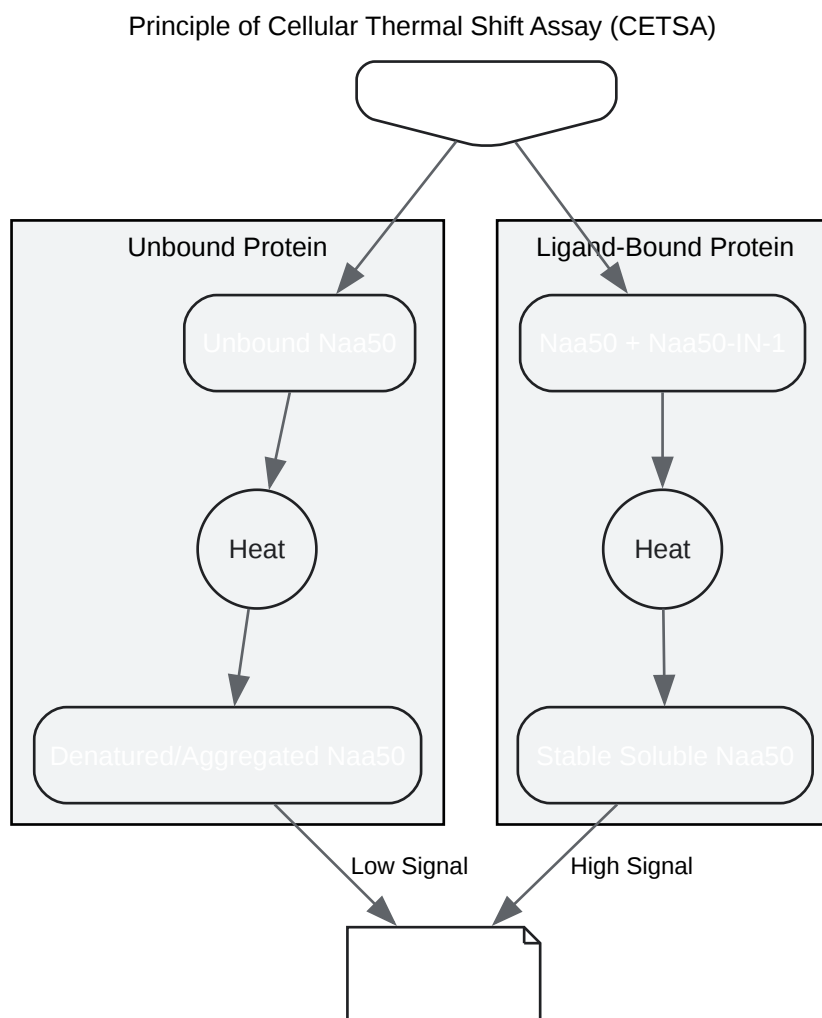 Principle of Cellular Thermal Shift Assay (CETSA)
Unbound Protein
Ligand-Bound Protein
Unbound Naa50
Naa50 + Naa50-IN-1
Heat
Heat
Denatured/Aggregated Naa50
Stable Soluble Naa50
Low Signal
High Signal